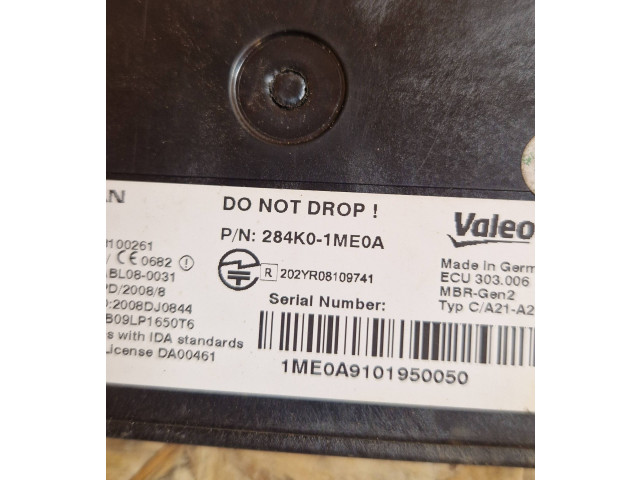 DO NOT DROP !
P/N: 284K0-1ME0A
Valeo
100261
CE 0682
BL08-0031
PD/2008/8
:2008DJ0844
B09LP1650T6
s with IDA standards
License DA00461
R 202YR08109741
Serial Number:
1ME0A9101950050
Made in Germ
ECU 303.006
MBR-Gen2
Typ C/A21-A2